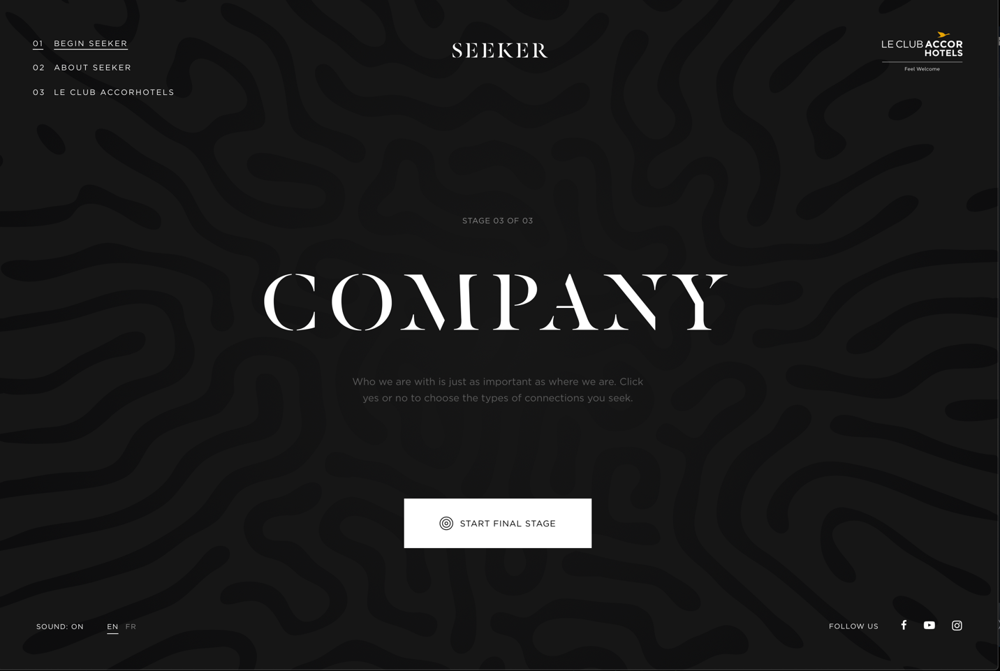 01 BEGIN SEEKER
02 ABOUT SEEKER
03 LE CLUB ACCORHOTELS
SEEKER
LE CLUB ACCOR
HOTELS
Feel Welcome
STAGE 03 OF 03
COMPANY
Who we are with is just as important as where we are. Click
yes or no to choose the types of connections you seek.
START FINAL STAGE
SOUND: ON
EN FR
FOLLOW US